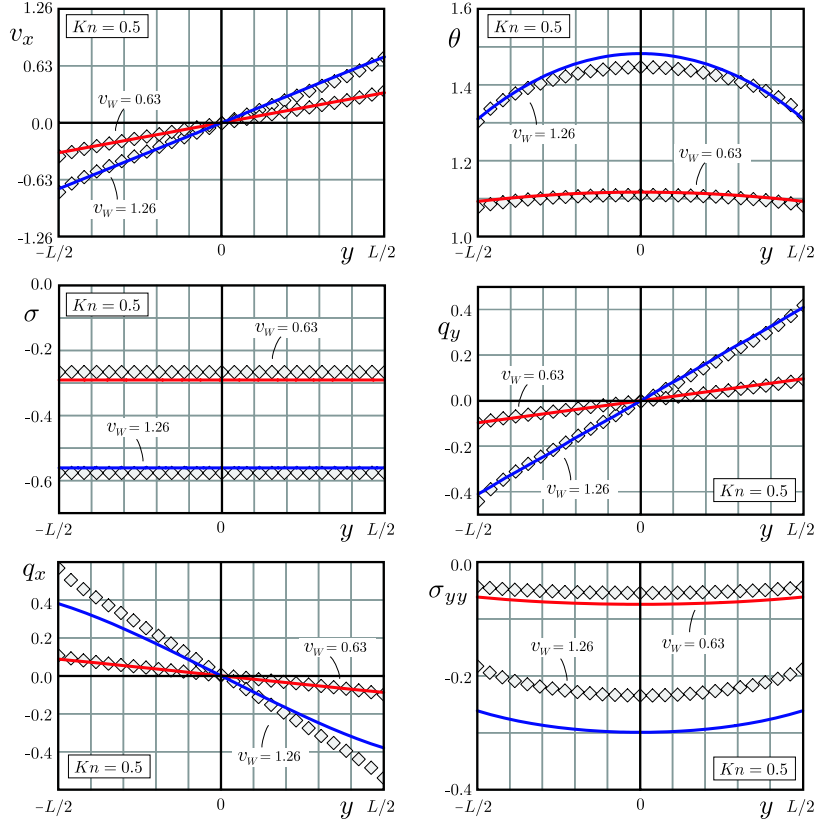 1.26
v_x
Kn = 0.5
0.63
v_W = 0.63
0.0
-0.63
v_W = 1.26
-1.26
-L/2
0
y
L/2
1.6
θ
Kn = 0.5
1.4
v_W = 1.26
1.2
v_W = 0.63
1.0
-L/2
0
y
L/2
0.0
σ
Kn = 0.5
v_W = 0.63
-0.2
-0.4
v_W = 1.26
-0.6
-L/2
0
y
L/2
0.4
q_y
0.2
v_W = 0.63
0.0
-0.2
v_W = 1.26
-0.4
Kn = 0.5
-L/2
0
y
L/2
q_x
0.4
0.2
v_W = 0.63
0.0
-0.2
v_W = 1.26
-0.4
Kn = 0.5
-L/2
0
y
L/2
0.0
σ_yy
v_W = 1.26
v_W = 0.63
-0.2
Kn = 0.5
-0.4
-L/2
0
y
L/2